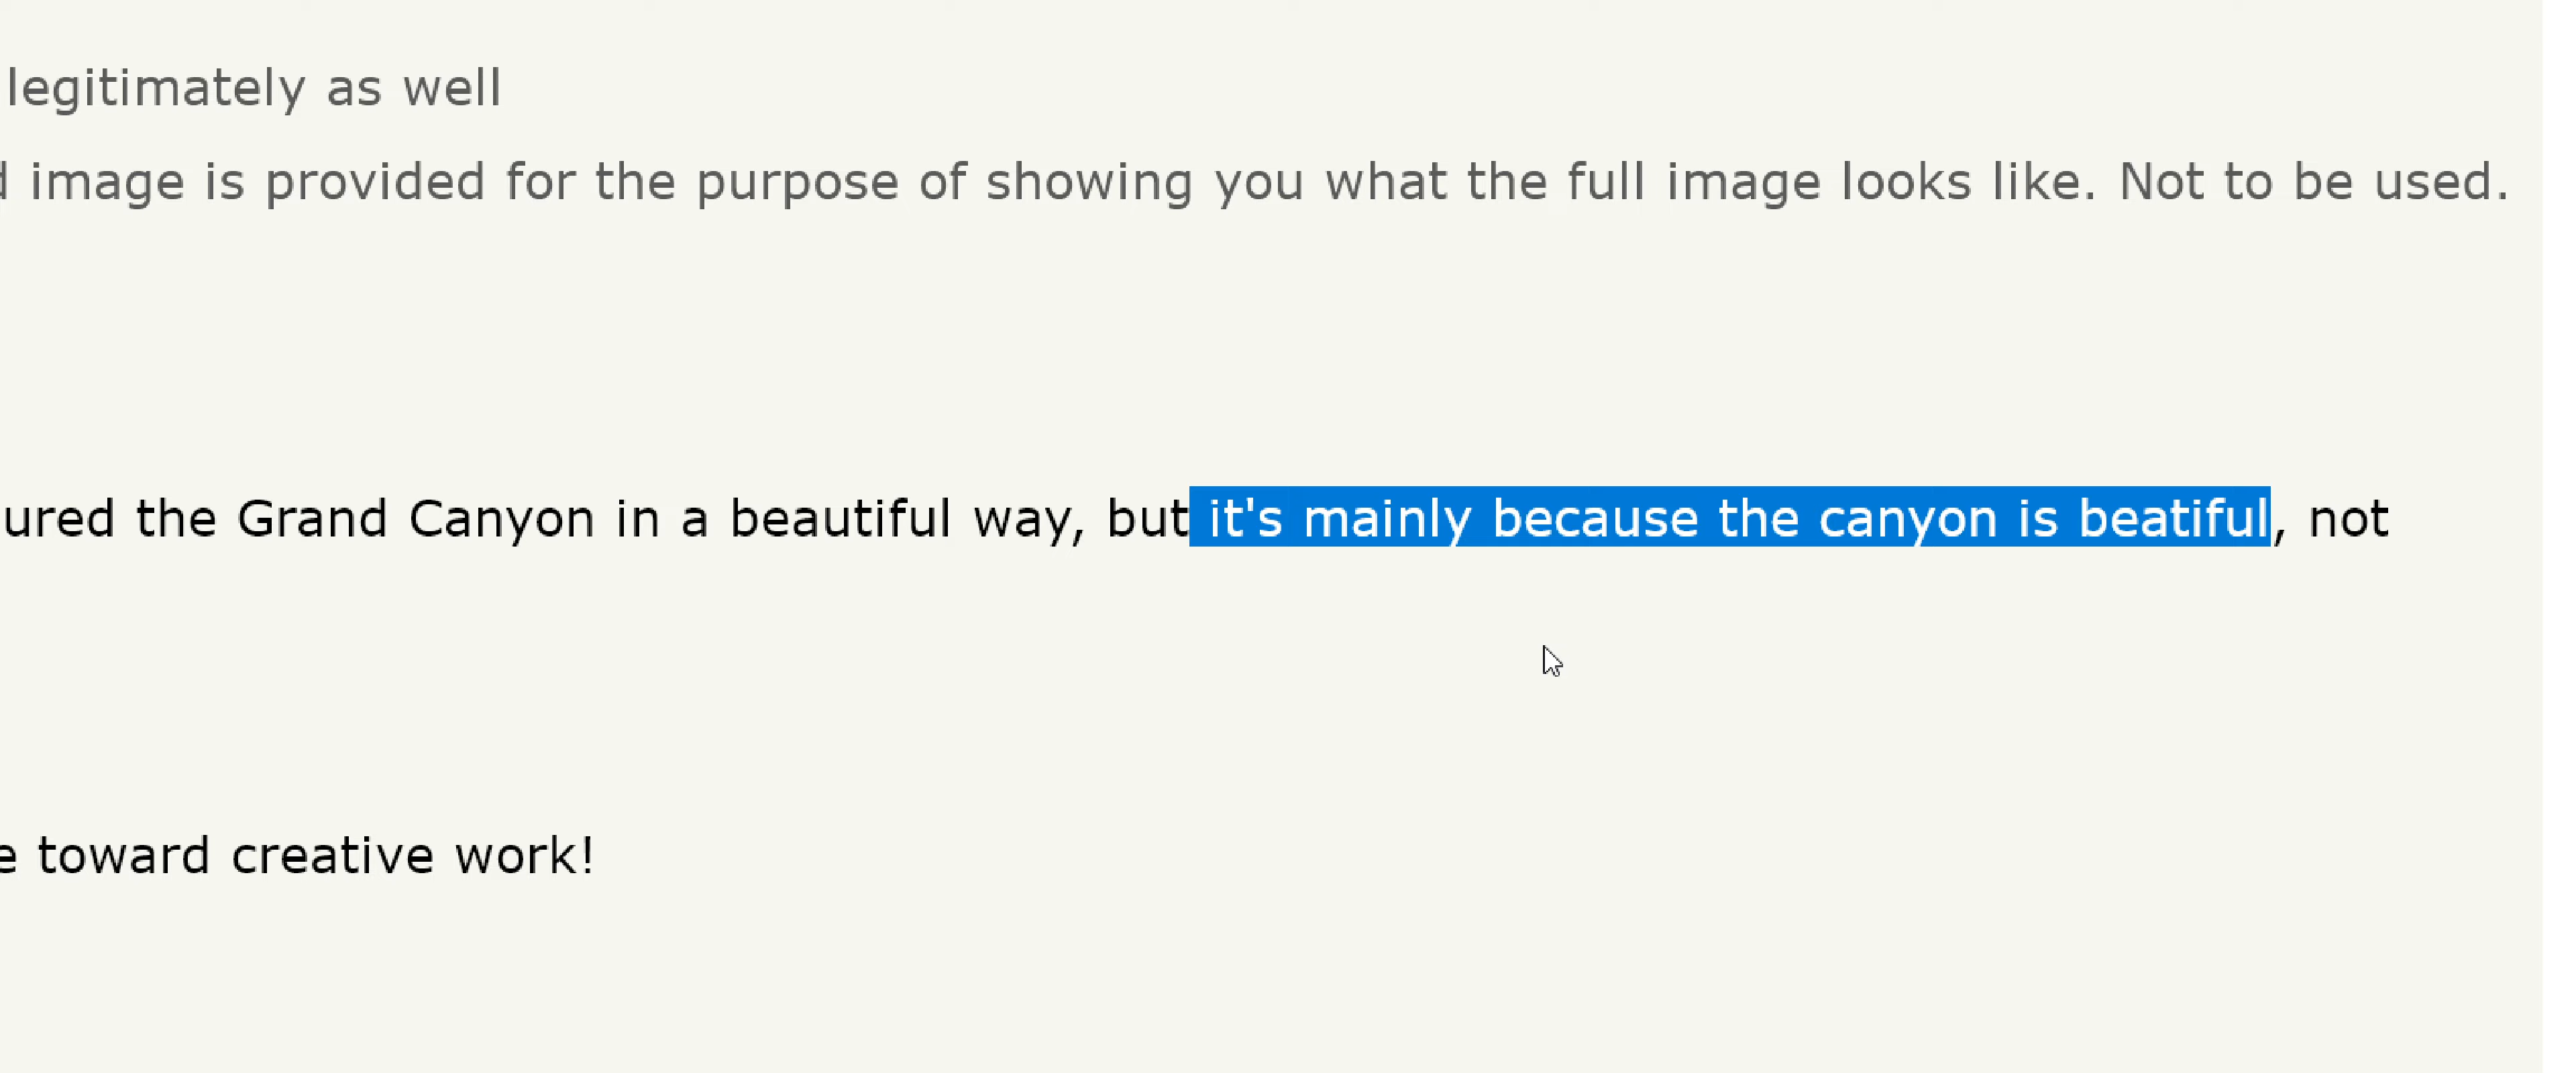 legitimately as well
d image is provided for the purpose of showing you what the full image looks like. Not to be used.
ured the Grand Canyon in a beautiful way, but it's mainly because the canyon is beatiful, not
e toward creative work!